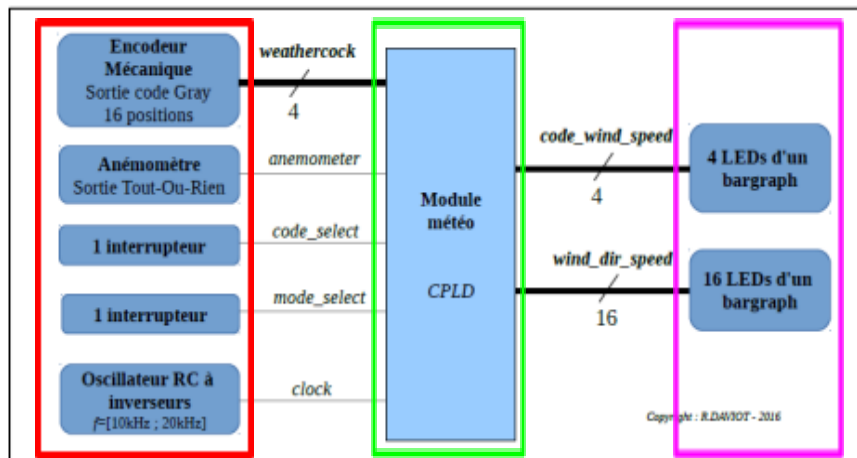 Encodeur
Mécanique
Sortie code Gray
16 positions
weathercock
4
Anémomètre
Sortie Tout-Ou-Rien
anemometer
1 interrupteur
code_select
1 interrupteur
mode_select
Oscillateur RC à
inverseurs
f=[10kHz ; 20kHz]
clock
Module
météo
CPLD
code_wind_speed
4
4 LEDs d'un
bargraph
wind_dir_speed
16
16 LEDs d'un
bargraph
Copyright : R.DAVIOT - 2016